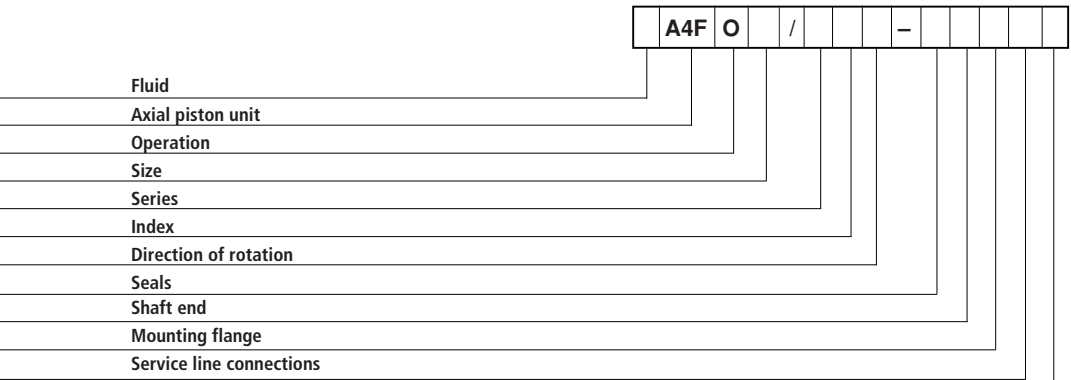 A4F O / –
Fluid
Axial piston unit
Operation
Size
Series
Index
Direction of rotation
Seals
Shaft end
Mounting flange
Service line connections